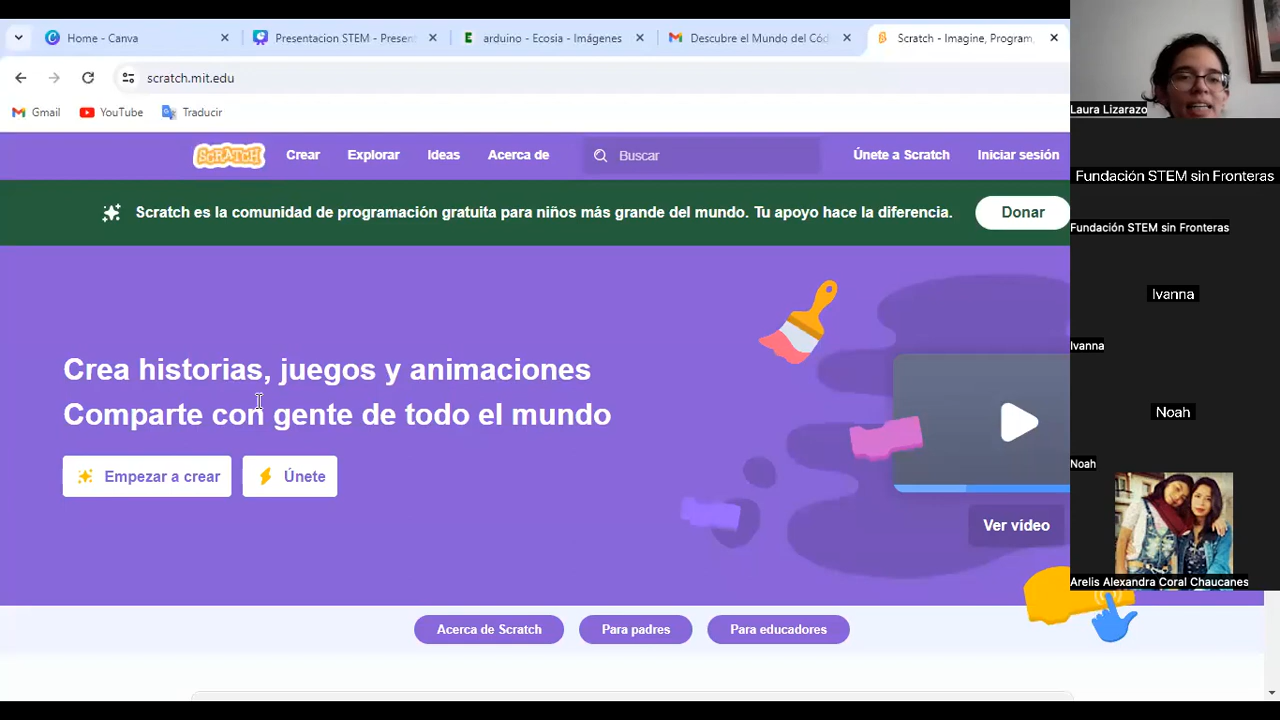 Home - Canva
Presentacion STEM - Present
arduino - Ecosia - Imágenes
Descubre el Mundo del Cód
Scratch - Imagine, Program,
scratch.mit.edu
Gmail
YouTube
Traducir
SCRATCH
Crear
Explorar
Ideas
Acerca de
Buscar
Únete a Scratch
Iniciar sesión
Scratch es la comunidad de programación gratuita para niños más grande del mundo. Tu apoyo hace la diferencia.
Donar
Crea historias, juegos y animaciones
Comparte con gente de todo el mundo
Empezar a crear
Únete
Ver vídeo
Acerca de Scratch
Para padres
Para educadores
Laura Lizarazo
Fundación STEM sin Fronteras
Fundación STEM sin Fronteras
Ivanna
Ivanna
Noah
Noah
Arelis Alexandra Coral Chaucanes